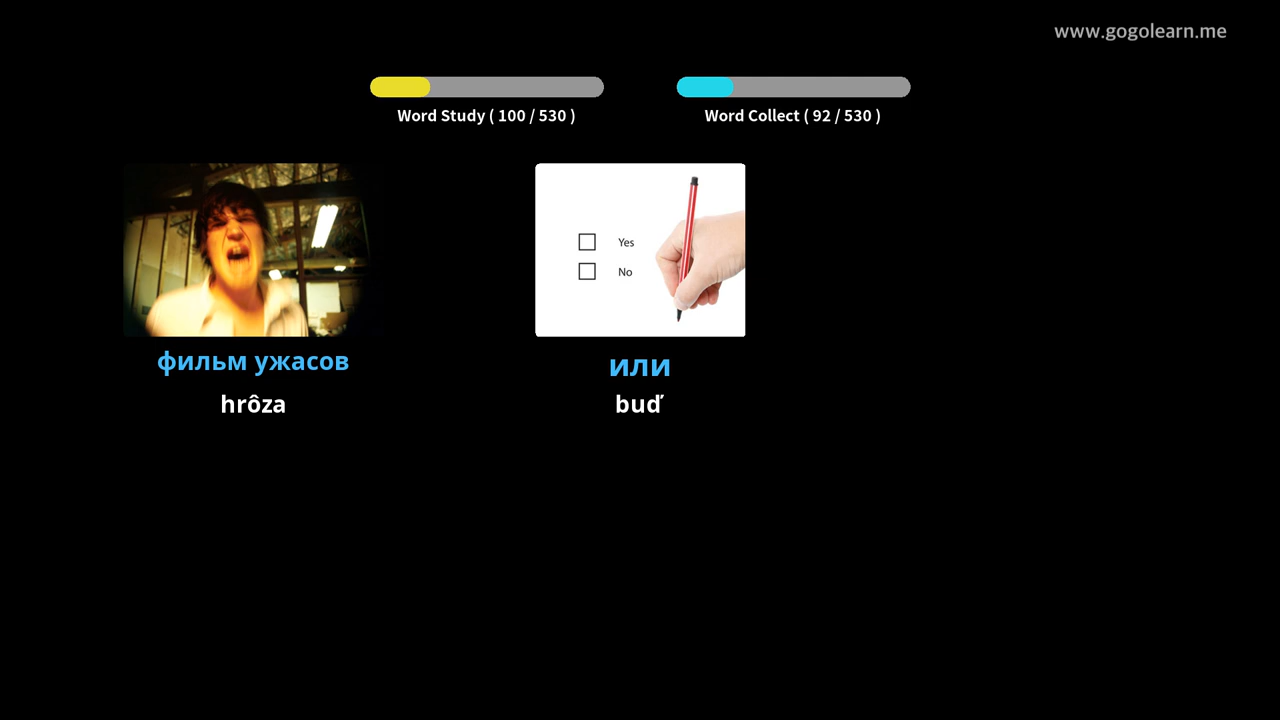 www.gogolearn.me
Word Study ( 100 / 530 )
Word Collect ( 92 / 530 )
Yes
No
фильм ужасов
hrôza
или
buď